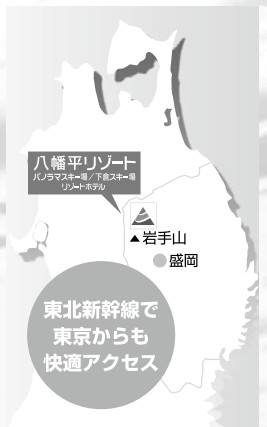 八幡平リゾート
パノラマスキー場／下倉スキー場
リゾートホテル
▲岩手山
盛岡
東北新幹線で
東京からも
快適アクセス